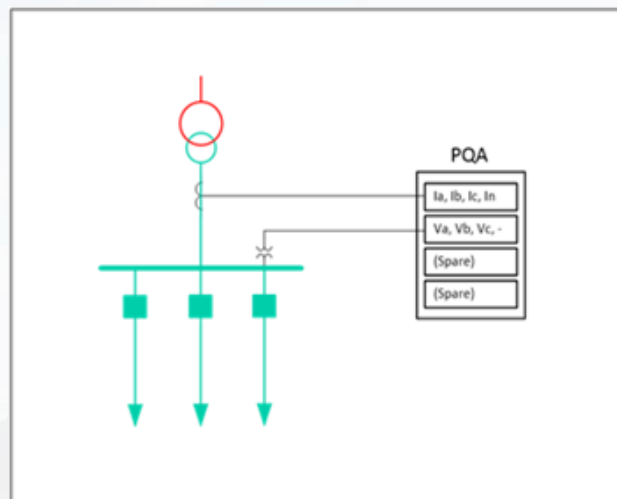 PQA
Ia, Ib, Ic, In
Va, Vb, Vc, -
(Spare)
(Spare)